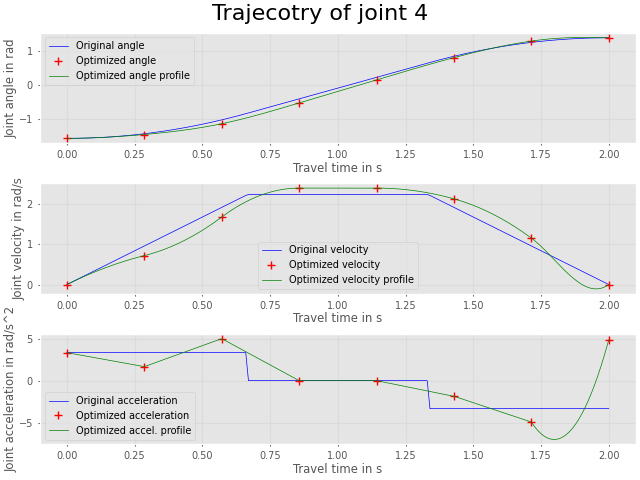 Trajecotry of joint 4
Joint angle in rad
1
0
−1
Original angle
Optimized angle
Optimized angle profile
0.00 0.25 0.50 0.75 1.00 1.25 1.50 1.75 2.00
Travel time in s
Joint velocity in rad/s
2
1
0
Original velocity
Optimized velocity
Optimized velocity profile
0.00 0.25 0.50 0.75 1.00 1.25 1.50 1.75 2.00
Travel time in s
Joint acceleration in rad/s^2
5
0
−5
Original acceleration
Optimized acceleration
Optimized accel. profile
0.00 0.25 0.50 0.75 1.00 1.25 1.50 1.75 2.00
Travel time in s